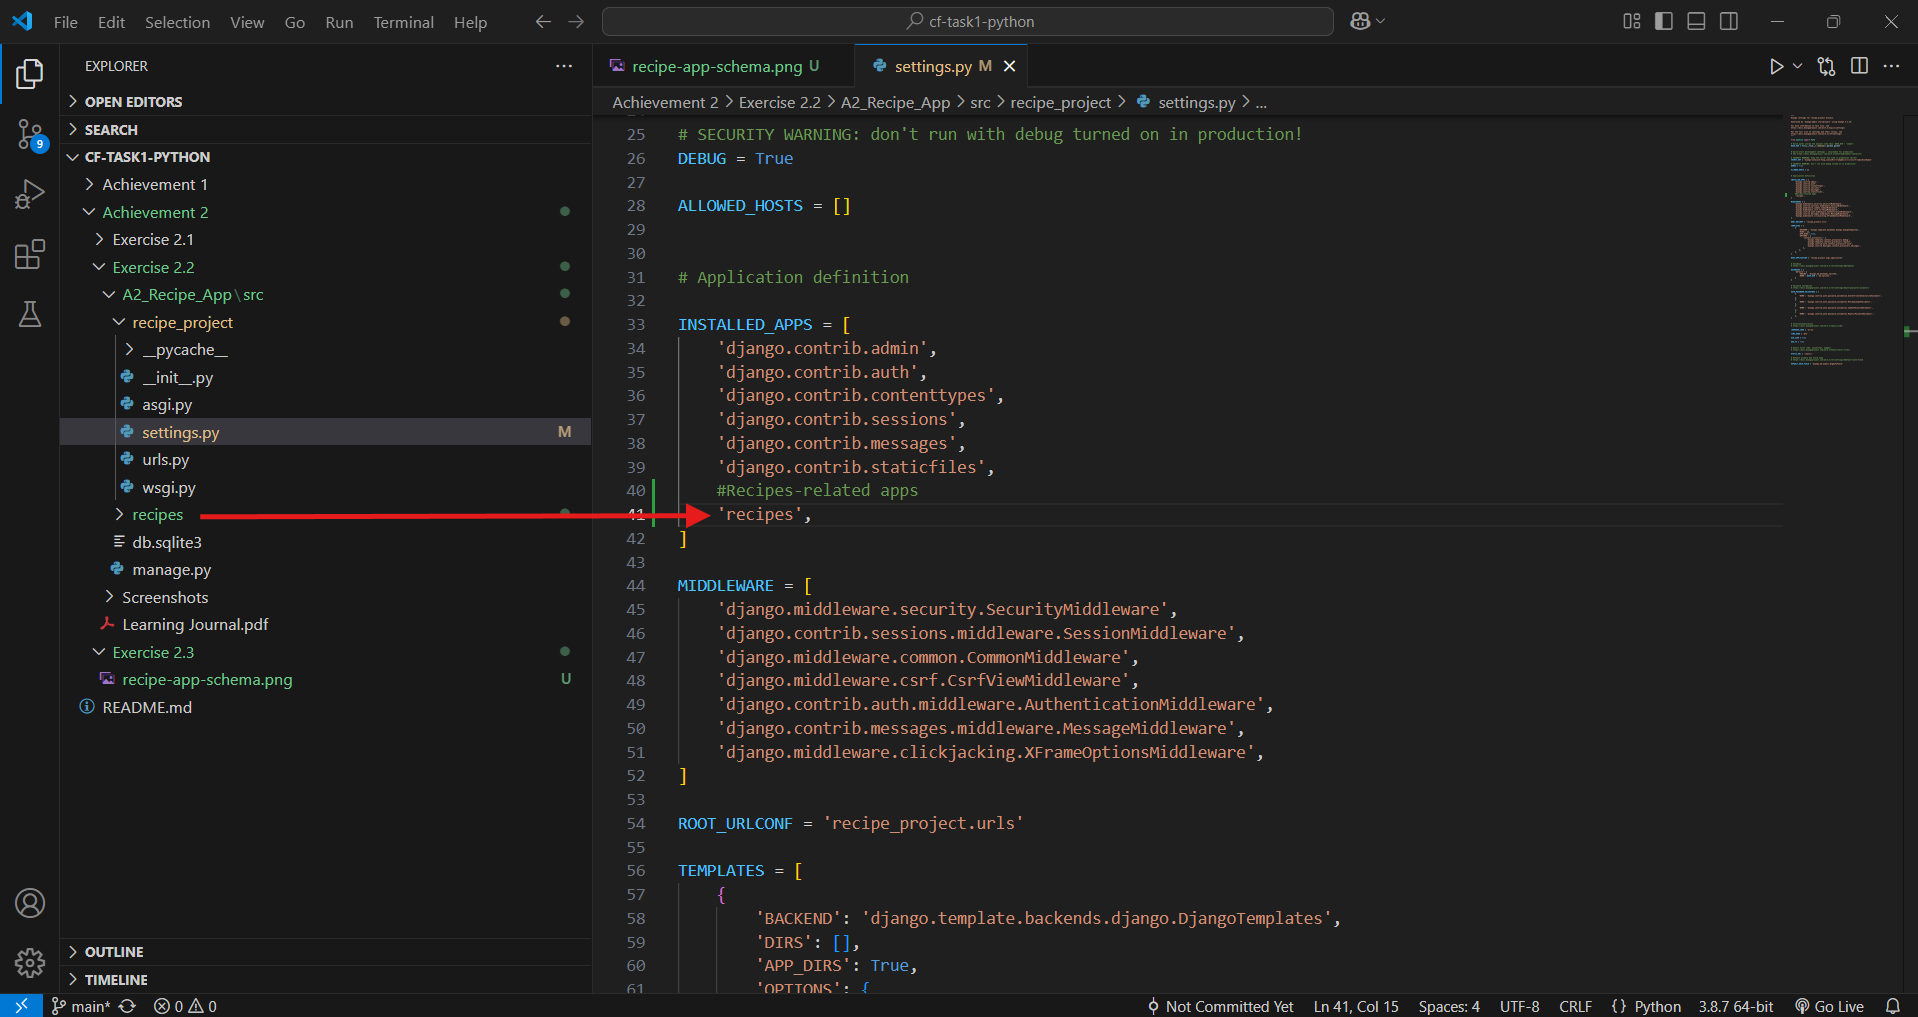 File Edit Selection View Go Run Terminal Help
cf-task1-python
EXPLORER
OPEN EDITORS
SEARCH
CF-TASK1-PYTHON
Achievement 1
Achievement 2
Exercise 2.1
Exercise 2.2
A2_Recipe_App\src
recipe_project
__pycache__
__init__.py
asgi.py
settings.py M
urls.py
wsgi.py
recipes
db.sqlite3
manage.py
Screenshots
Learning Journal.pdf
Exercise 2.3
recipe-app-schema.png U
README.md
OUTLINE
TIMELINE
9
recipe-app-schema.png U
settings.py M
Achievement 2 > Exercise 2.2 > A2_Recipe_App > src > recipe_project > settings.py > ...
25 # SECURITY WARNING: don't run with debug turned on in production!
26 DEBUG = True
27
28 ALLOWED_HOSTS = []
29
30
31 # Application definition
32
33 INSTALLED_APPS = [
34 'django.contrib.admin',
35 'django.contrib.auth',
36 'django.contrib.contenttypes',
37 'django.contrib.sessions',
38 'django.contrib.messages',
39 'django.contrib.staticfiles',
40 #Recipes-related apps
41 'recipes',
42 ]
43
44 MIDDLEWARE = [
45 'django.middleware.security.SecurityMiddleware',
46 'django.contrib.sessions.middleware.SessionMiddleware',
47 'django.middleware.common.CommonMiddleware',
48 'django.middleware.csrf.CsrfViewMiddleware',
49 'django.contrib.auth.middleware.AuthenticationMiddleware',
50 'django.contrib.messages.middleware.MessageMiddleware',
51 'django.middleware.clickjacking.XFrameOptionsMiddleware',
52 ]
53
54 ROOT_URLCONF = 'recipe_project.urls'
55
56 TEMPLATES = [
57 {
58 'BACKEND': 'django.template.backends.django.DjangoTemplates',
59 'DIRS': [],
60 'APP_DIRS': True,
61 'OPTIONS': {
main* 0 0 Not Committed Yet Ln 41, Col 15 Spaces: 4 UTF-8 CRLF {} Python 3.8.7 64-bit Go Live